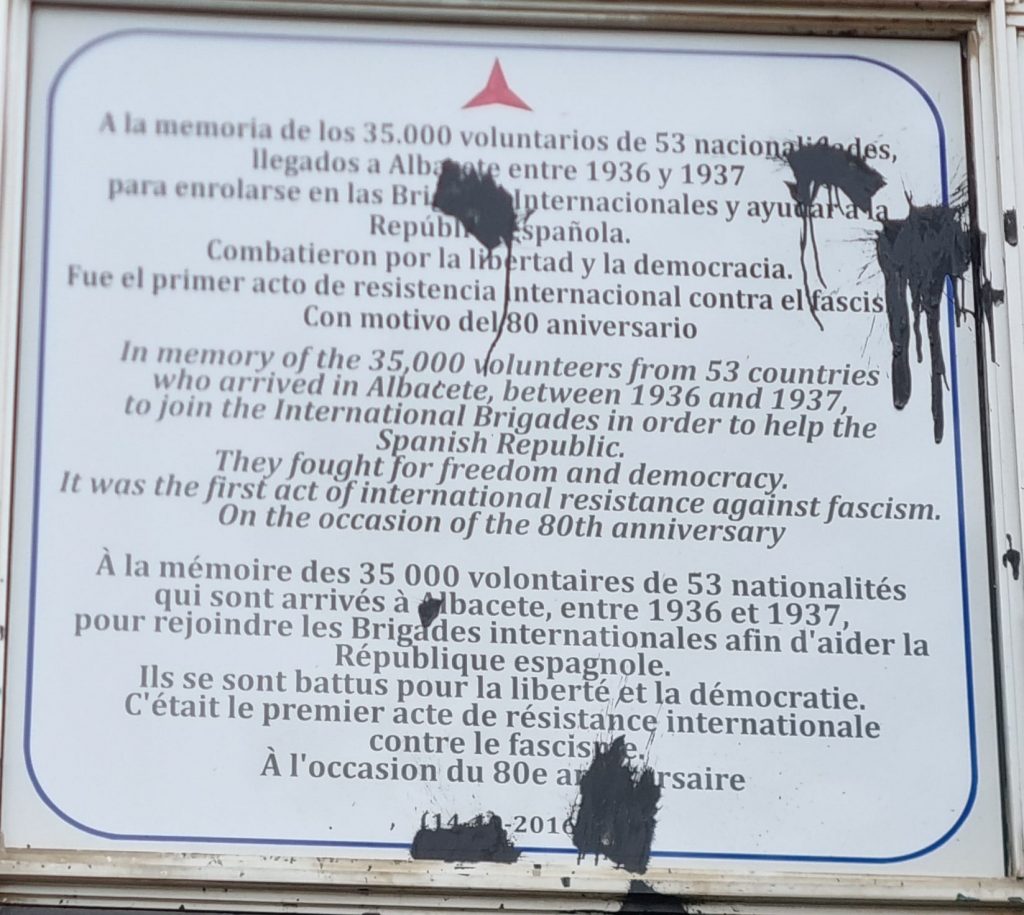 A la memoria de los 35.000 voluntarios de 53 nacionalidades,
llegados a Albacete entre 1936 y 1937
para enrolarse en las Internacionales y ayudar a la
República Española.
Combatieron por la libertad y la democracia.
Fue el primer acto de resistencia internacional contra el
Con motivo del 80 aniversario
In memory of the 35,000 volunteers from 53 countries
who arrived in Albacete, between 1936 and 1937,
to join the International Brigades in order to help the
Spanish Republic.
They fought for freedom and democracy.
It was the first act of international resistance against fascism.
On the occasion of the 80th anniversary
À la mémoire des 35 000 volontaires de 53 nationalités
qui sont arrivés à Albacete, entre 1936 et 1937,
pour rejoindre les Brigades internationales afin d'aider la
République espagnole.
Ils se sont battus pour la liberté et la démocratie.
C'était le premier acte de résistance internationale
contre le fascisme.
À l'occasion du 80e anniversaire